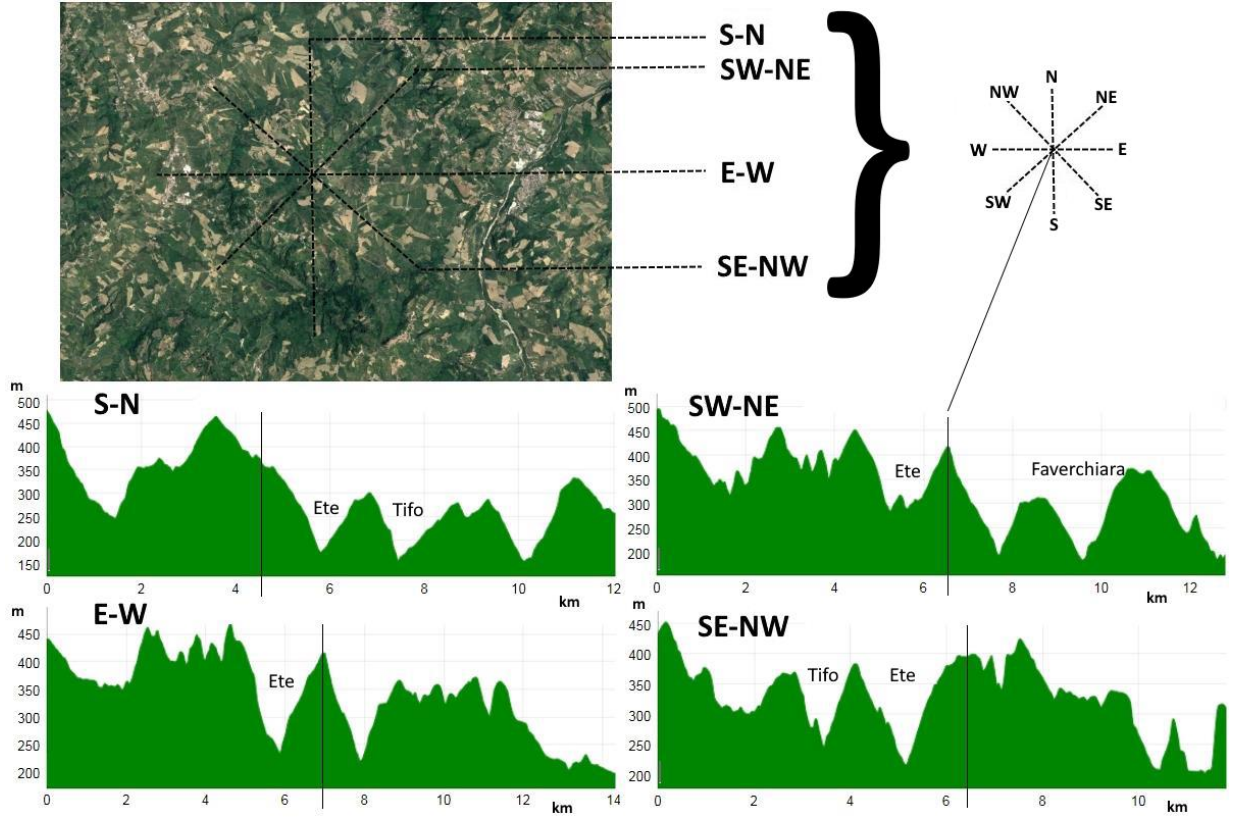 S-N
SW-NE
E-W
SE-NW
N
NW
NE
W
E
SW
SE
S
m
S-N
500
450
400
350
300
250
200
150
Ete
Tifo
0 2 4 6 8 10 12
km
m
SW-NE
500
450
400
350
300
250
200
Ete
Faverchiara
0 2 4 6 8 10 12
km
m
E-W
450
400
350
300
250
200
Ete
0 2 4 6 8 10 12 14
km
m
SE-NW
450
400
350
300
250
200
Tifo
Ete
0 2 4 6 8 10
km